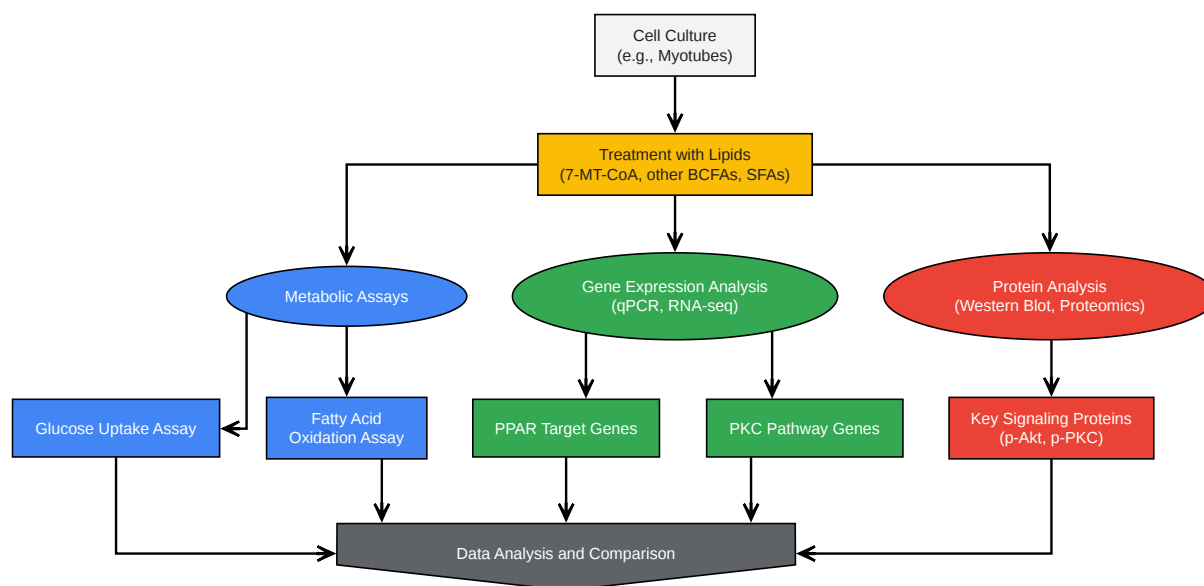 Cell Culture
(e.g., Myotubes)
Treatment with Lipids
(7-MT-CoA, other BCFAs, SFAs)
Metabolic Assays
Gene Expression Analysis
(qPCR, RNA-seq)
Protein Analysis
(Western Blot, Proteomics)
Glucose Uptake Assay
Fatty Acid
Oxidation Assay
PPAR Target Genes
PKC Pathway Genes
Key Signaling Proteins
(p-Akt, p-PKC)
Data Analysis and Comparison